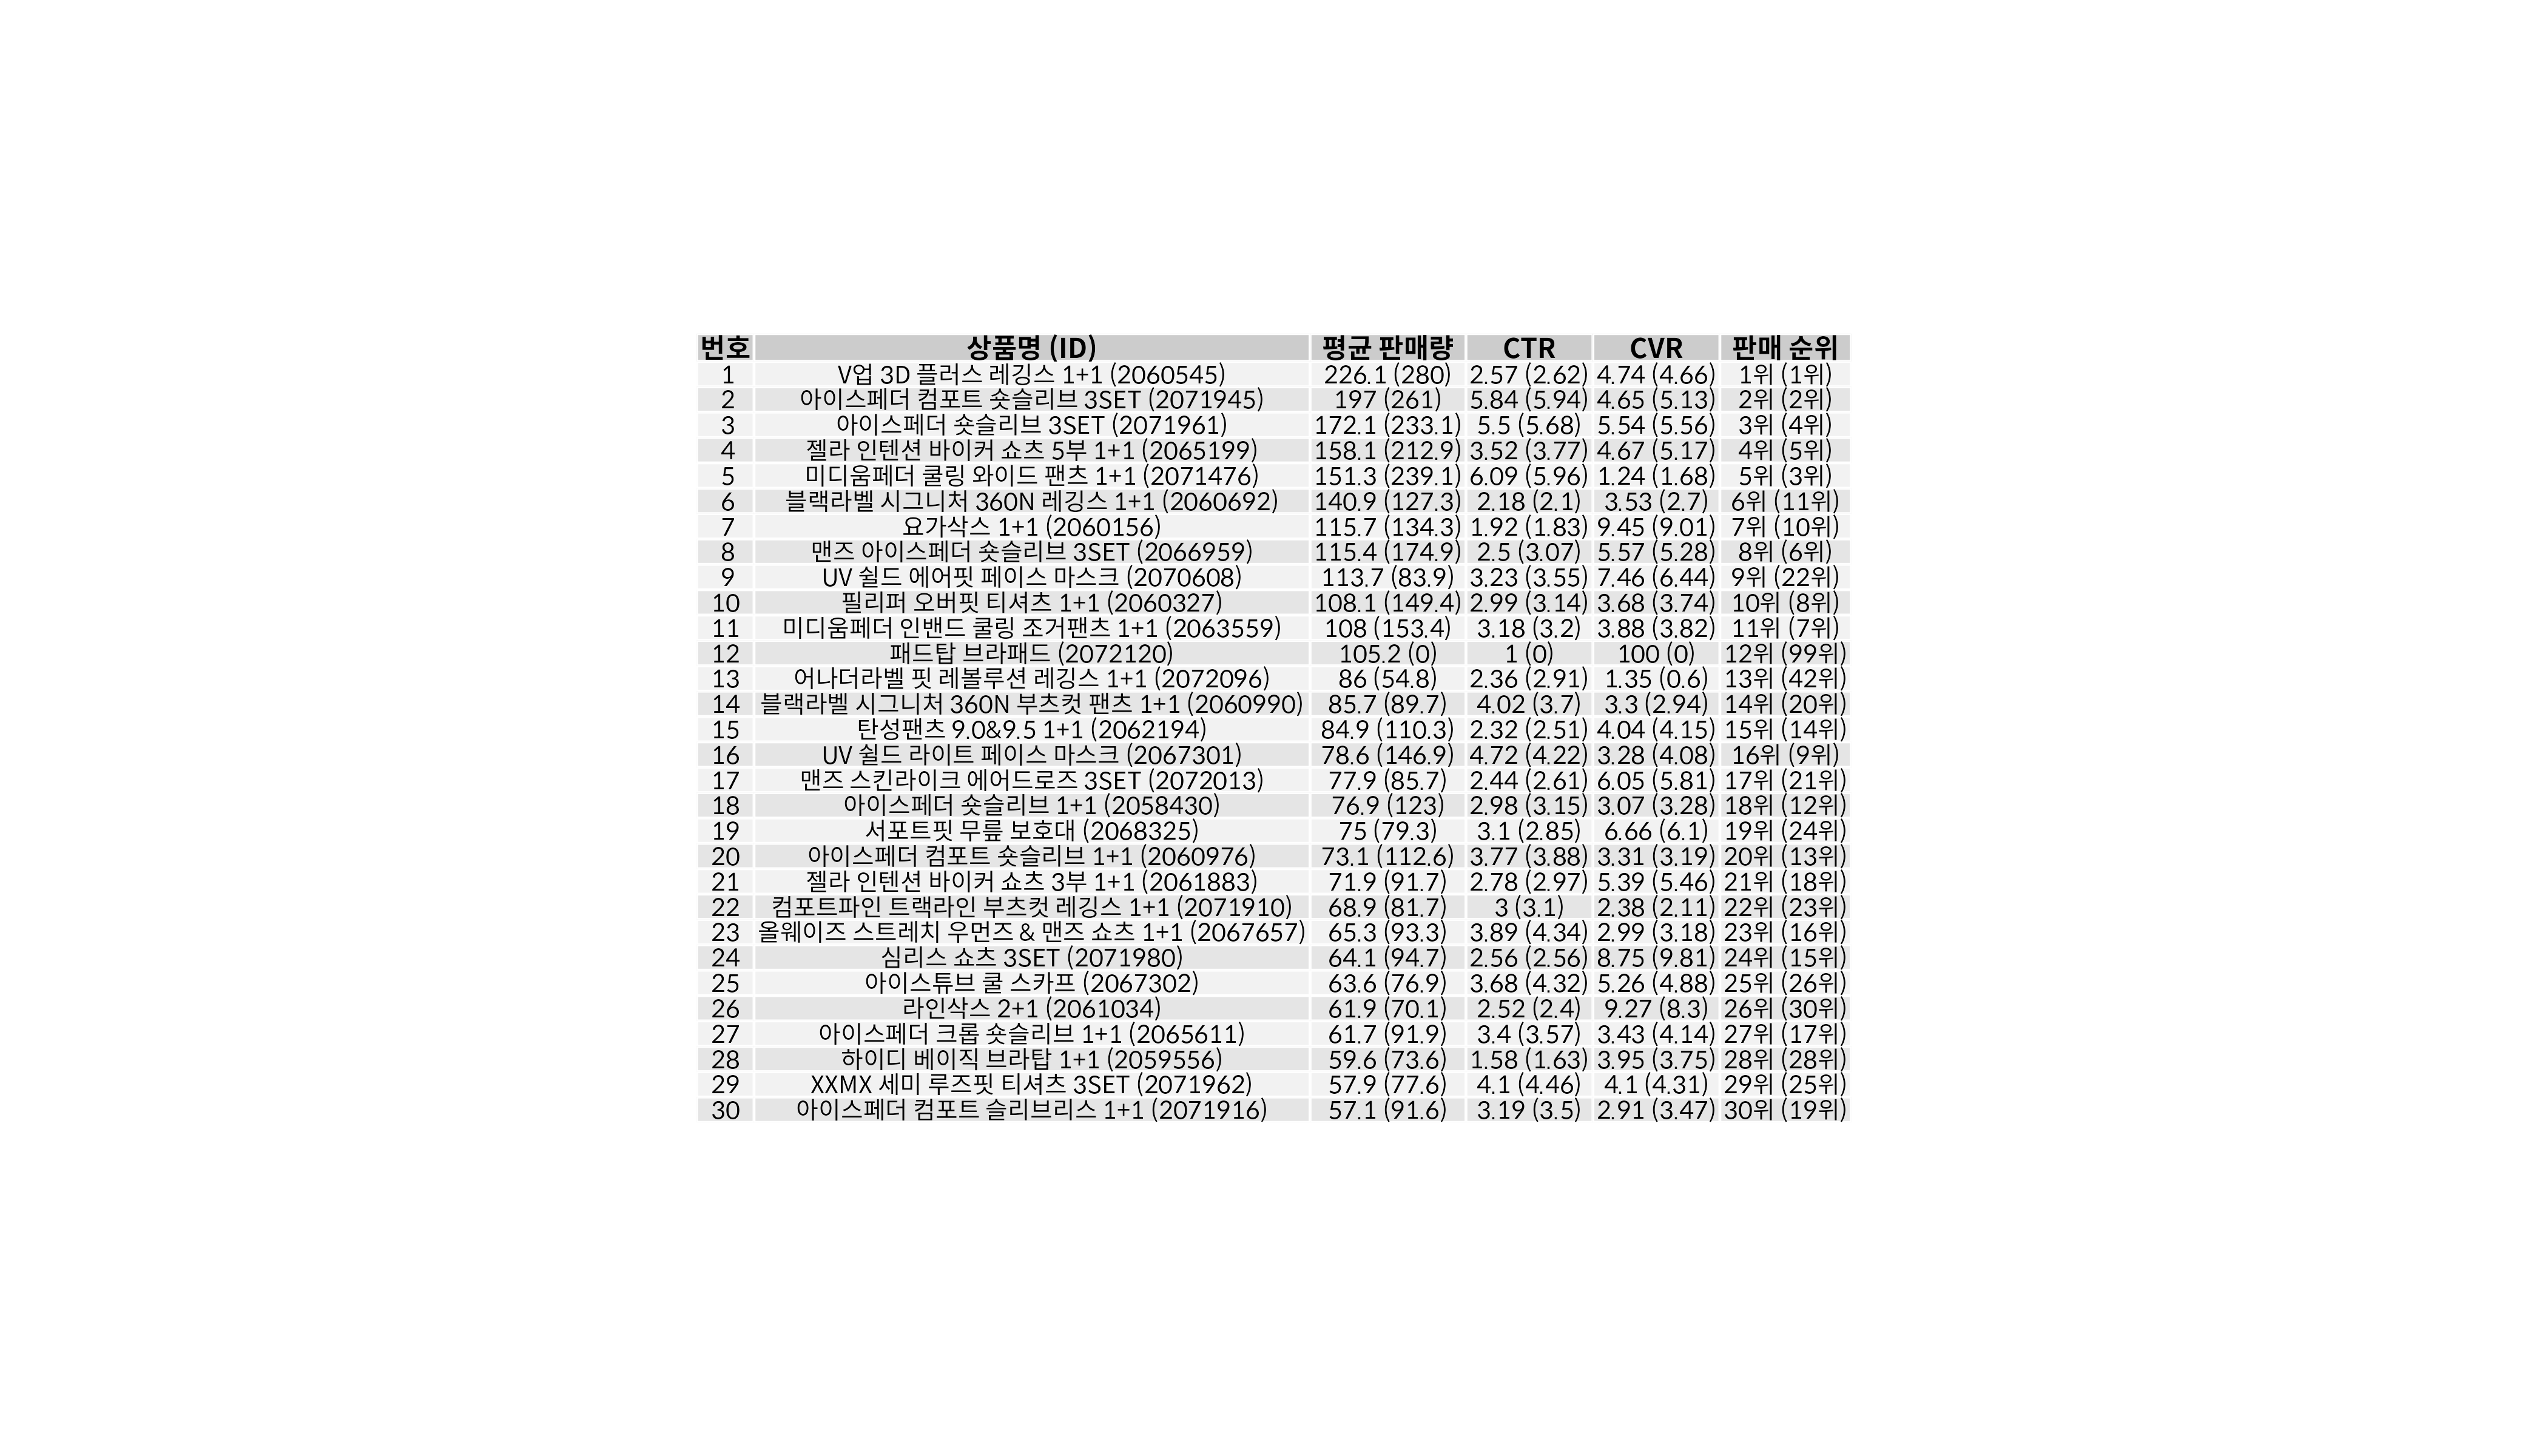 번호 상품명 (ID) 평균 판매량 CTR CVR 판매 순위
1 V업 3D 플러스 레깅스 1+1 (2060545) 226.1 (280) 2.57 (2.62) 4.74 (4.66) 1위 (1위)
2 아이스페더 컴포트 숏슬리브 3SET (2071945) 197 (261) 5.84 (5.94) 4.65 (5.13) 2위 (2위)
3 아이스페더 숏슬리브 3SET (2071961) 172.1 (233.1) 5.5 (5.68) 5.54 (5.56) 3위 (4위)
4 젤라 인텐션 바이커 쇼츠 5부 1+1 (2065199) 158.1 (212.9) 3.52 (3.77) 4.67 (5.17) 4위 (5위)
5 미디움페더 쿨링 와이드 팬츠 1+1 (2071476) 151.3 (239.1) 6.09 (5.96) 1.24 (1.68) 5위 (3위)
6 블랙라벨 시그니처 360N 레깅스 1+1 (2060692) 140.9 (127.3) 2.18 (2.1) 3.53 (2.7) 6위 (11위)
7 요가삭스 1+1 (2060156) 115.7 (134.3) 1.92 (1.83) 9.45 (9.01) 7위 (10위)
8 맨즈 아이스페더 숏슬리브 3SET (2066959) 115.4 (174.9) 2.5 (3.07) 5.57 (5.28) 8위 (6위)
9 UV 쉴드 에어핏 페이스 마스크 (2070608) 113.7 (83.9) 3.23 (3.55) 7.46 (6.44) 9위 (22위)
10 필리퍼 오버핏 티셔츠 1+1 (2060327) 108.1 (149.4) 2.99 (3.14) 3.68 (3.74) 10위 (8위)
11 미디움페더 인밴드 쿨링 조거팬츠 1+1 (2063559) 108 (153.4) 3.18 (3.2) 3.88 (3.82) 11위 (7위)
12 패드탑 브라패드 (2072120) 105.2 (0) 1 (0) 100 (0) 12위 (99위)
13 어나더라벨 핏 레볼루션 레깅스 1+1 (2072096) 86 (54.8) 2.36 (2.91) 1.35 (0.6) 13위 (42위)
14 블랙라벨 시그니처 360N 부츠컷 팬츠 1+1 (2060990) 85.7 (89.7) 4.02 (3.7) 3.3 (2.94) 14위 (20위)
15 탄성팬츠 9.0&9.5 1+1 (2062194) 84.9 (110.3) 2.32 (2.51) 4.04 (4.15) 15위 (14위)
16 UV 쉴드 라이트 페이스 마스크 (2067301) 78.6 (146.9) 4.72 (4.22) 3.28 (4.08) 16위 (9위)
17 맨즈 스킨라이크 에어드로즈 3SET (2072013) 77.9 (85.7) 2.44 (2.61) 6.05 (5.81) 17위 (21위)
18 아이스페더 숏슬리브 1+1 (2058430) 76.9 (123) 2.98 (3.15) 3.07 (3.28) 18위 (12위)
19 서포트핏 무릎 보호대 (2068325) 75 (79.3) 3.1 (2.85) 6.66 (6.1) 19위 (24위)
20 아이스페더 컴포트 숏슬리브 1+1 (2060976) 73.1 (112.6) 3.77 (3.88) 3.31 (3.19) 20위 (13위)
21 젤라 인텐션 바이커 쇼츠 3부 1+1 (2061883) 71.9 (91.7) 2.78 (2.97) 5.39 (5.46) 21위 (18위)
22 컴포트파인 트랙라인 부츠컷 레깅스 1+1 (2071910) 68.9 (81.7) 3 (3.1) 2.38 (2.11) 22위 (23위)
23 올웨이즈 스트레치 우먼즈 & 맨즈 쇼츠 1+1 (2067657) 65.3 (93.3) 3.89 (4.34) 2.99 (3.18) 23위 (16위)
24 심리스 쇼츠 3SET (2071980) 64.1 (94.7) 2.56 (2.56) 8.75 (9.81) 24위 (15위)
25 아이스튜브 쿨 스카프 (2067302) 63.6 (76.9) 3.68 (4.32) 5.26 (4.88) 25위 (26위)
26 라인삭스 2+1 (2061034) 61.9 (70.1) 2.52 (2.4) 9.27 (8.3) 26위 (30위)
27 아이스페더 크롭 숏슬리브 1+1 (2065611) 61.7 (91.9) 3.4 (3.57) 3.43 (4.14) 27위 (17위)
28 하이디 베이직 브라탑 1+1 (2059556) 59.6 (73.6) 1.58 (1.63) 3.95 (3.75) 28위 (28위)
29 XXMX 세미 루즈핏 티셔츠 3SET (2071962) 57.9 (77.6) 4.1 (4.46) 4.1 (4.31) 29위 (25위)
30 아이스페더 컴포트 슬리브리스 1+1 (2071916) 57.1 (91.6) 3.19 (3.5) 2.91 (3.47) 30위 (19위)